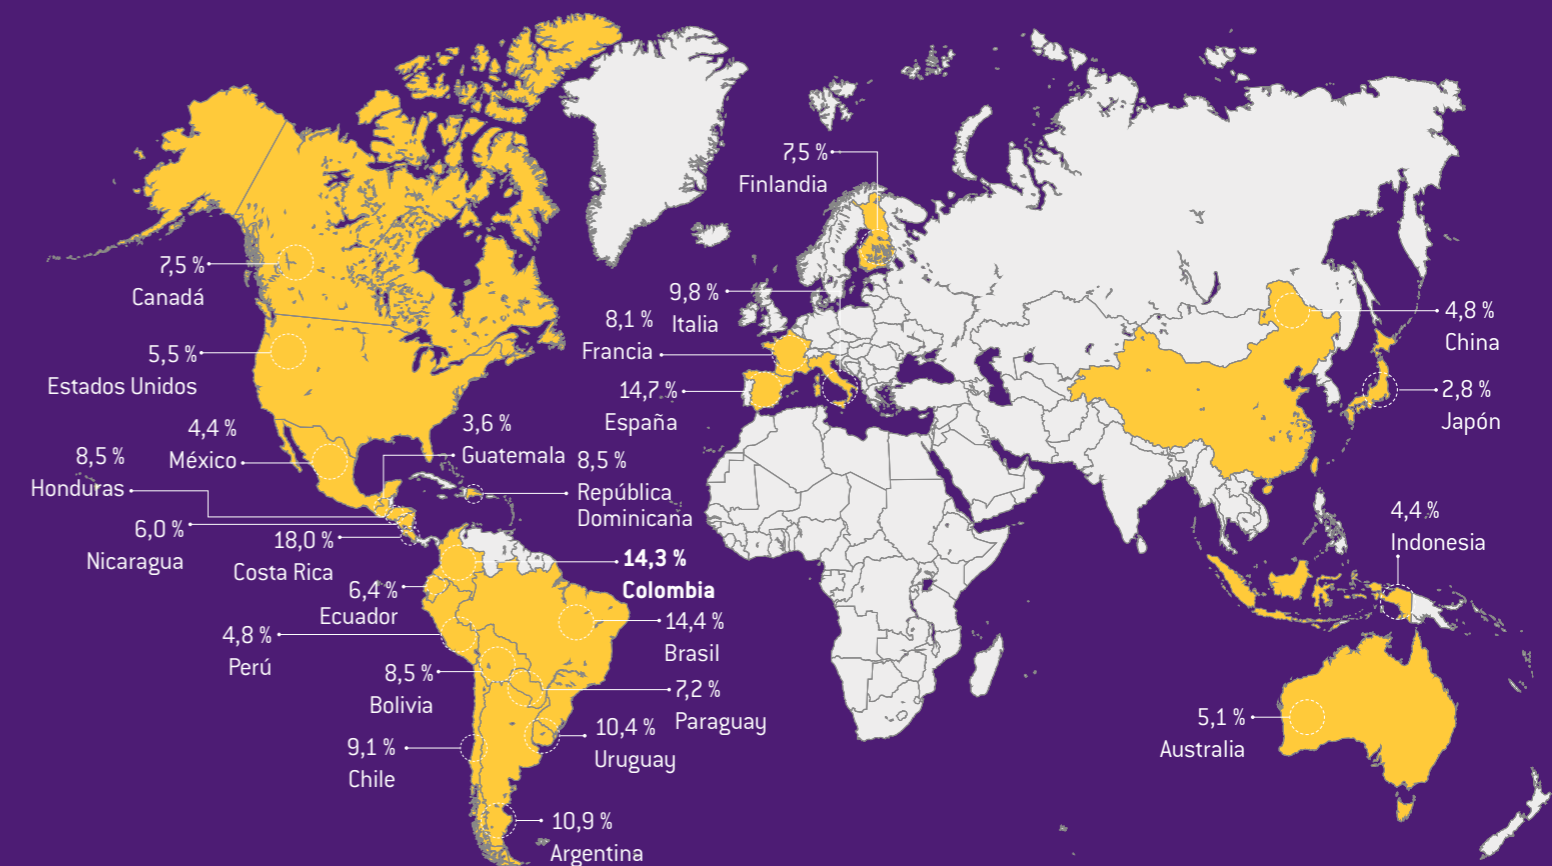 7,5 %
Finlandia
7,5 %
Canadá
9,8 %
Italia
8,1 %
Francia
4,8 %
China
5,5 %
Estados Unidos
14,7 %
España
2,8 %
Japón
4,4 %
México
3,6 %
Guatemala
8,5 %
Honduras
8,5 %
República
Dominicana
6,0 %
Nicaragua
18,0 %
Costa Rica
4,4 %
Indonesia
14,3 %
Colombia
6,4 %
Ecuador
14,4 %
Brasil
4,8 %
Perú
8,5 %
Bolivia
7,2 %
Paraguay
10,4 %
Uruguay
5,1 %
Australia
9,1 %
Chile
10,9 %
Argentina